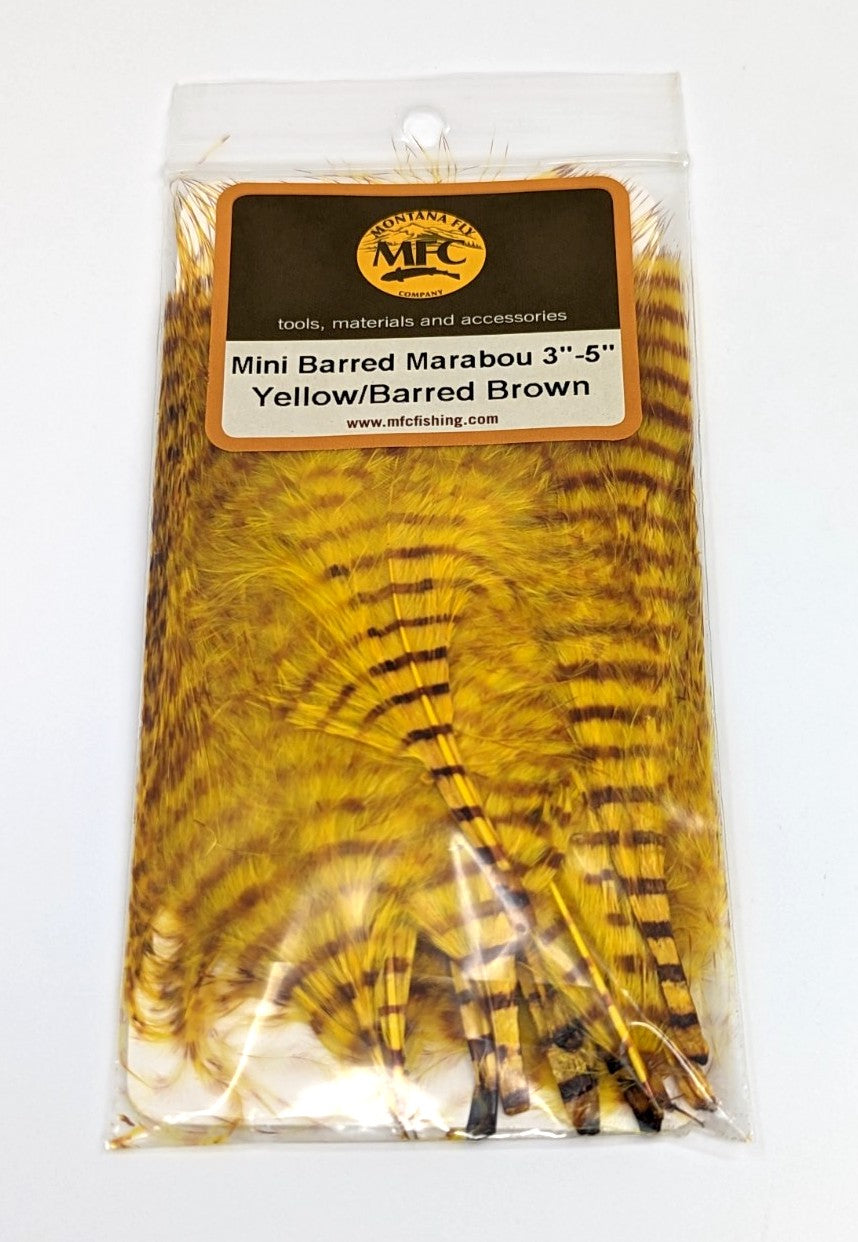 MONTANA FLY
MFC
COMPANY
tools, materials and accessories
Mini Barred Marabou 3"-5"
Yellow/Barred Brown
www.mfcfishing.com